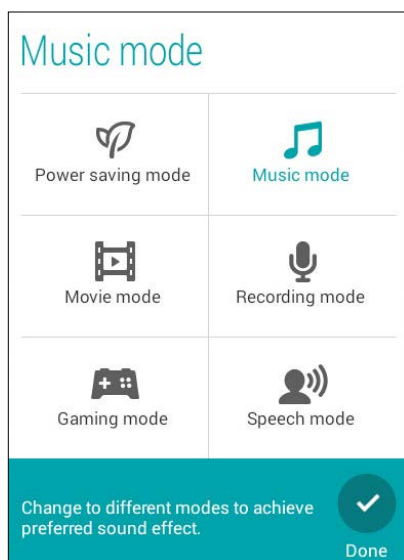 Music mode
Power saving mode
Music mode
Movie mode
Recording mode
Gaming mode
Speech mode
Change to different modes to achieve
preferred sound effect.
Done